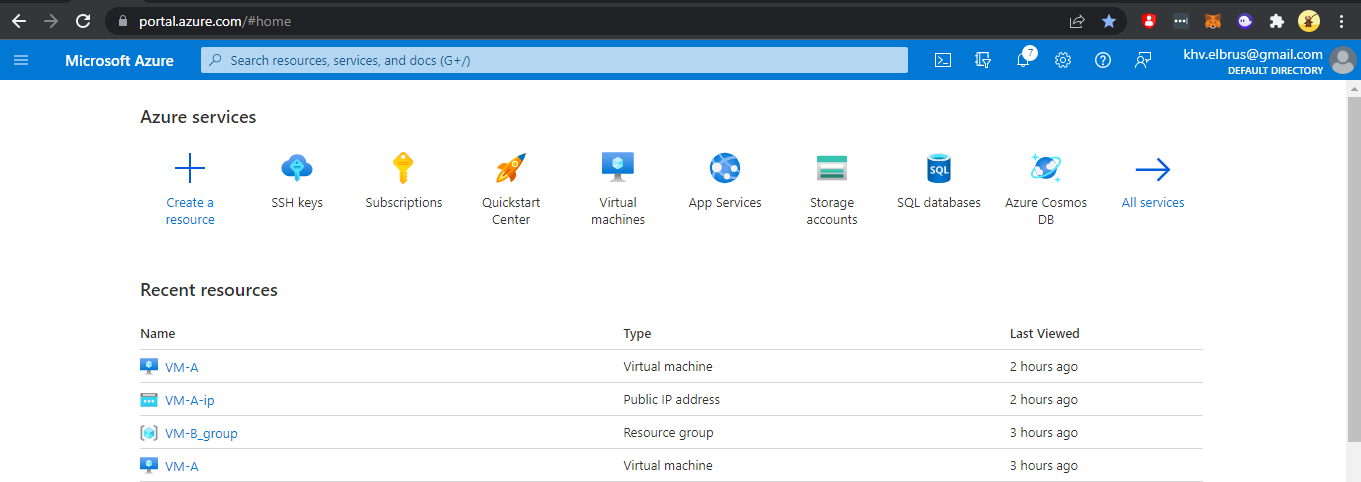 portal.azure.com/#home
Microsoft Azure
Search resources, services, and docs (G+/)
7
khv.elbrus@gmail.com
DEFAULT DIRECTORY
Azure services
Create a
resource
SSH keys
Subscriptions
Quickstart
Center
Virtual
machines
App Services
Storage
accounts
SQL
SQL databases
Azure Cosmos
DB
All services
Recent resources
Name Type Last Viewed
VM-A Virtual machine 2 hours ago
VM-A-ip Public IP address 2 hours ago
VM-B_group Resource group 3 hours ago
VM-A Virtual machine 3 hours ago